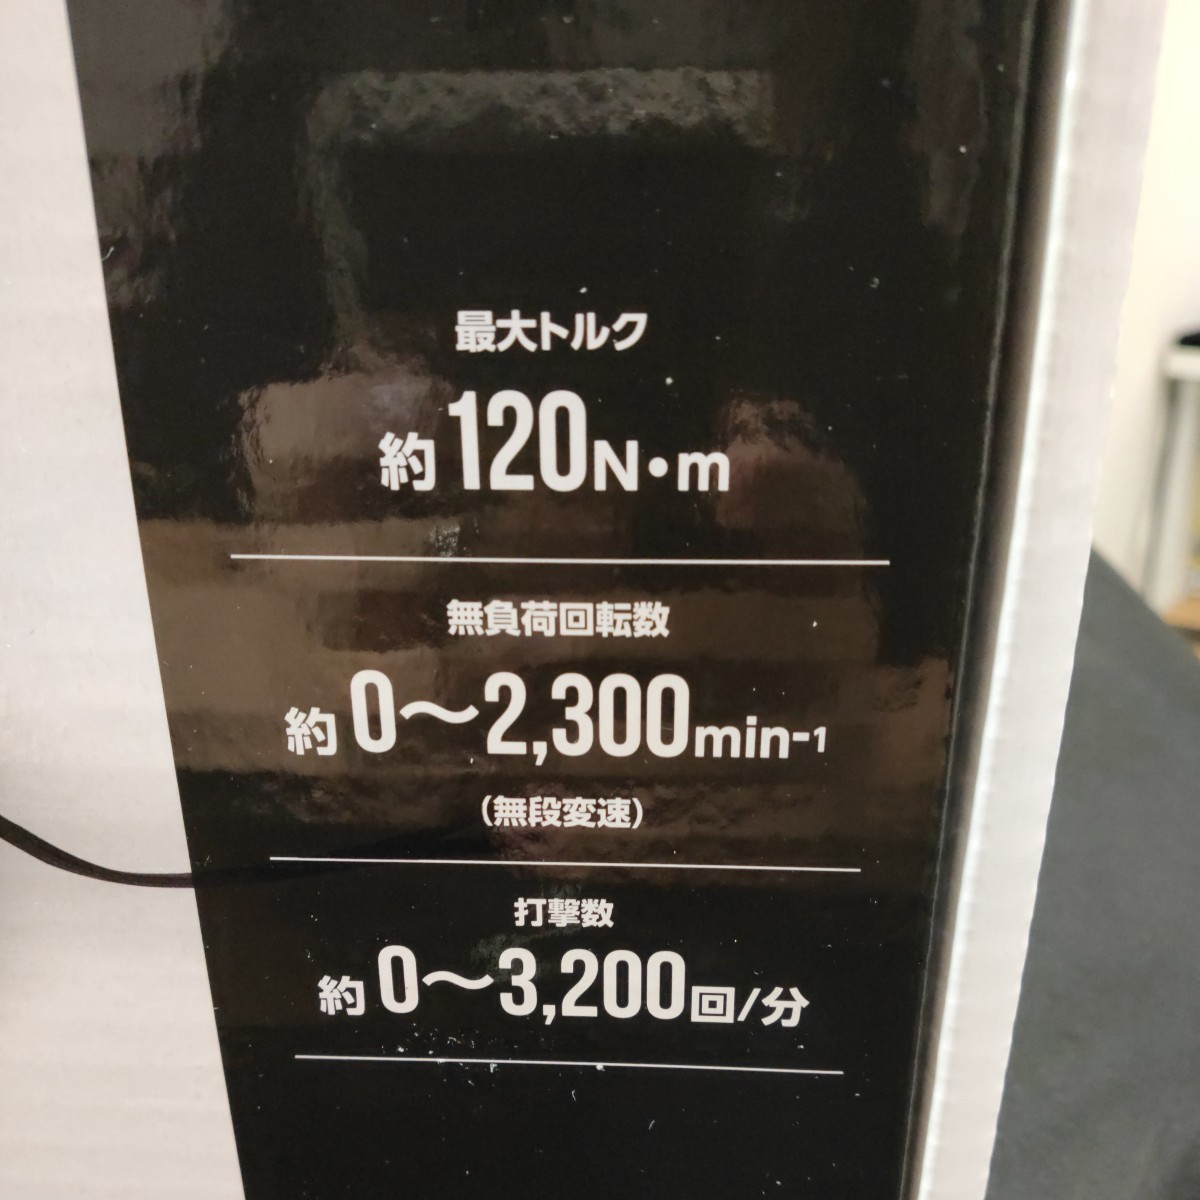 最大トルク
約120N・m
無負荷回転数
約0〜2,300min-1
(無段変速)
打撃数
約0〜3,200回/分